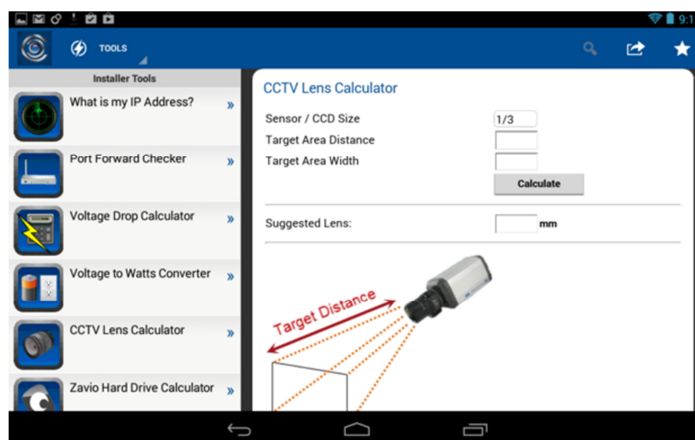 9:1
TOOLS
Installer Tools
What is my IP Address? »
Port Forward Checker »
Voltage Drop Calculator »
Voltage to Watts Converter »
CCTV Lens Calculator »
Zavio Hard Drive Calculator »
CCTV Lens Calculator
Sensor / CCD Size 1/3
Target Area Distance
Target Area Width
Calculate
Suggested Lens: mm
Target Distance